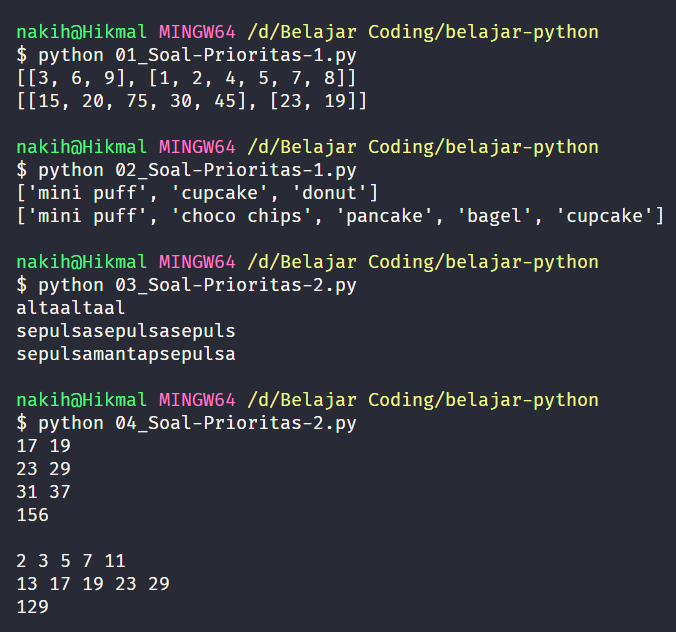 nakih@Hikmal MINGW64 /d/Belajar Coding/belajar-python
$ python 01_Soal-Prioritas-1.py
[[3, 6, 9], [1, 2, 4, 5, 7, 8]]
[[15, 20, 75, 30, 45], [23, 19]]
nakih@Hikmal MINGW64 /d/Belajar Coding/belajar-python
$ python 02_Soal-Prioritas-1.py
['mini puff', 'cupcake', 'donut']
['mini puff', 'choco chips', 'pancake', 'bagel', 'cupcake']
nakih@Hikmal MINGW64 /d/Belajar Coding/belajar-python
$ python 03_Soal-Prioritas-2.py
altaaltaal
sepulsasepulsasepuls
sepulsamantapsepulsa
nakih@Hikmal MINGW64 /d/Belajar Coding/belajar-python
$ python 04_Soal-Prioritas-2.py
17 19
23 29
31 37
156
2 3 5 7 11
13 17 19 23 29
129